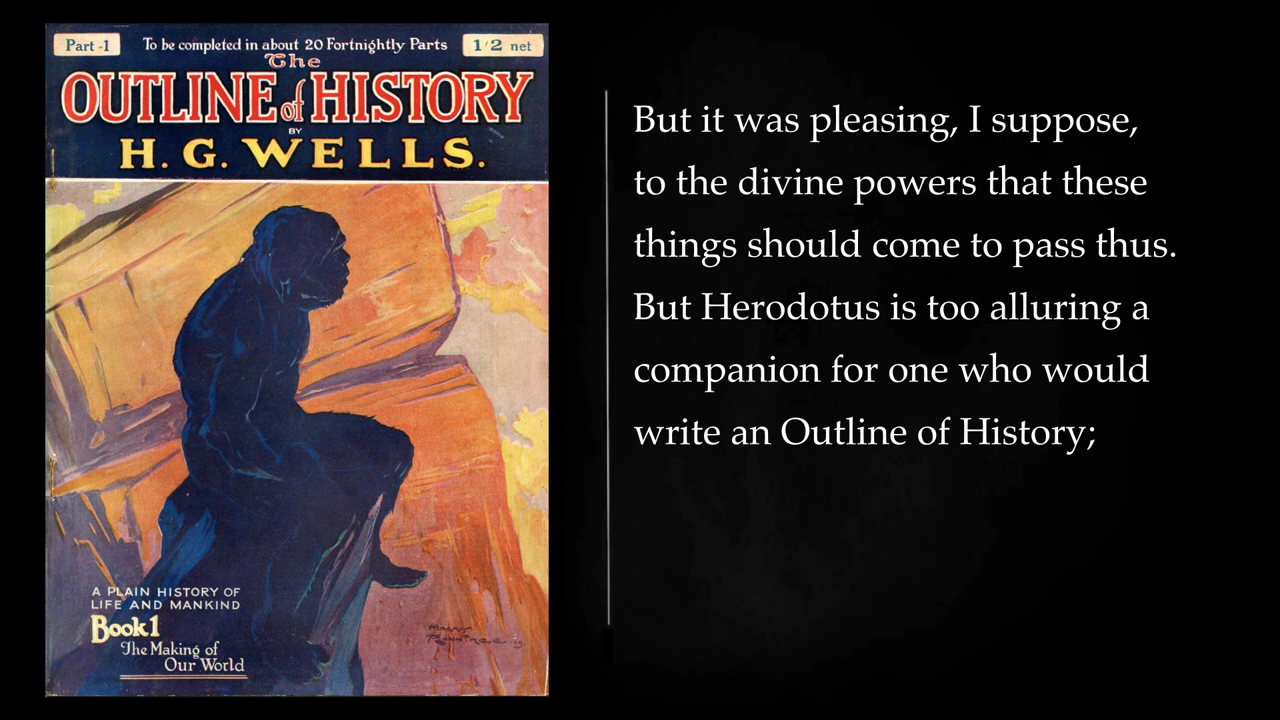 Part -1
To be completed in about 20 Fortnightly Parts
1/2 net
The
OUTLINE of HISTORY
BY
H. G. WELLS.
A PLAIN HISTORY OF
LIFE AND MANKIND
Book 1
The Making of
Our World
But it was pleasing, I suppose,
to the divine powers that these
things should come to pass thus.
But Herodotus is too alluring a
companion for one who would
write an Outline of History;